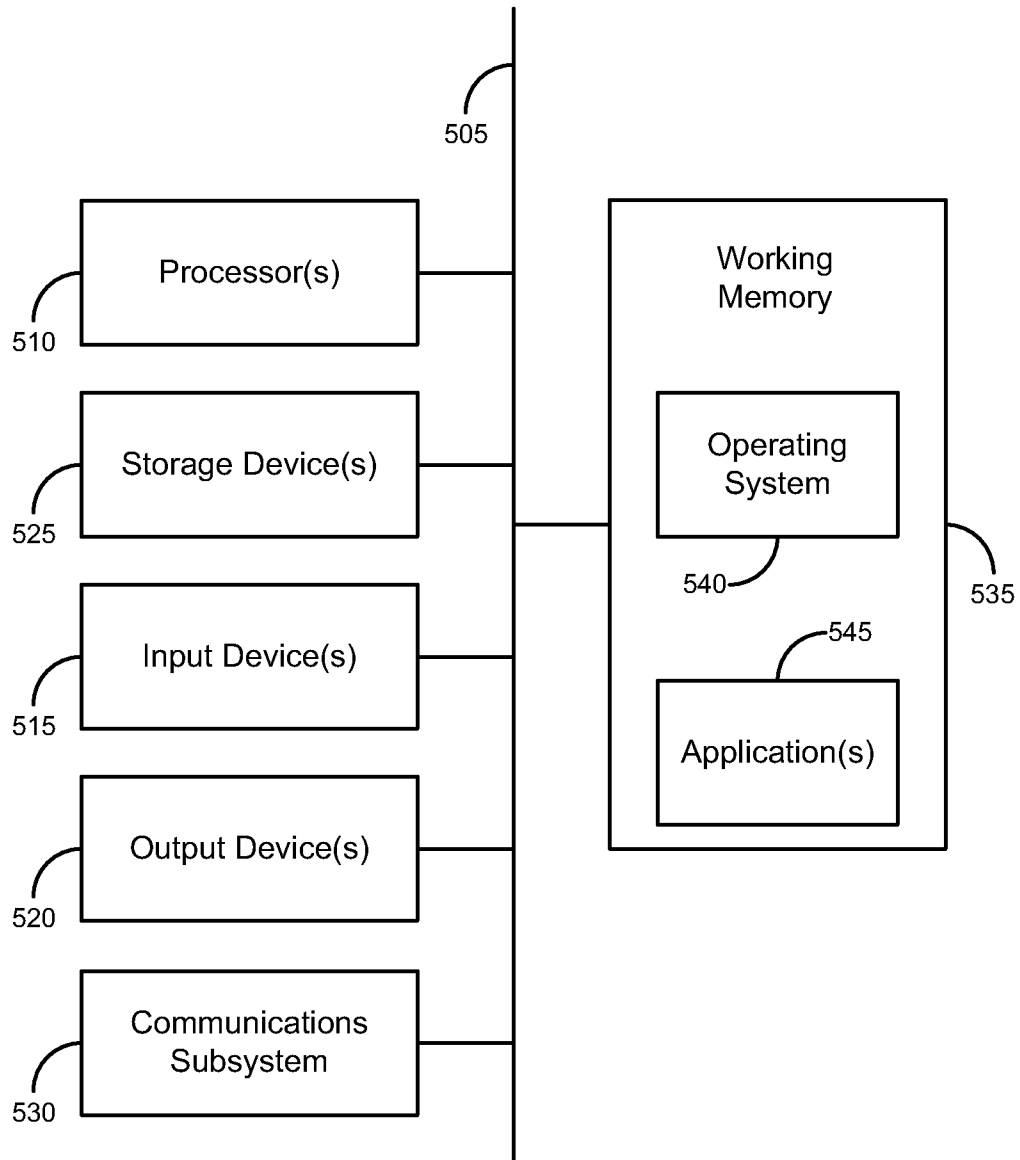 505
Processor(s)
510
Storage Device(s)
525
Input Device(s)
515
Output Device(s)
520
Communications
Subsystem
530
Working
Memory
Operating
System
540
535
545
Application(s)